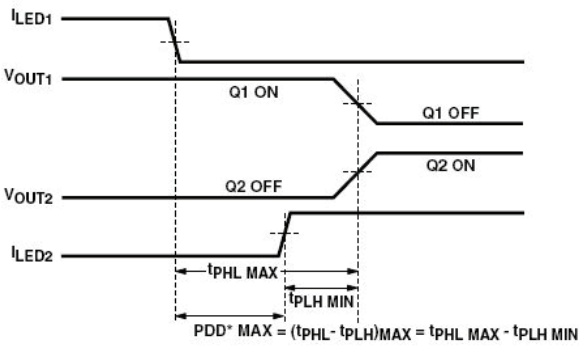 ILED1
VOUT1
Q1 ON
Q1 OFF
Q2 ON
Q2 OFF
VOUT2
ILED2
tPHL MAX
tPLH MIN
PDD* MAX = (tPHL- tPLH)MAX = tPHL MAX - tPLH MIN